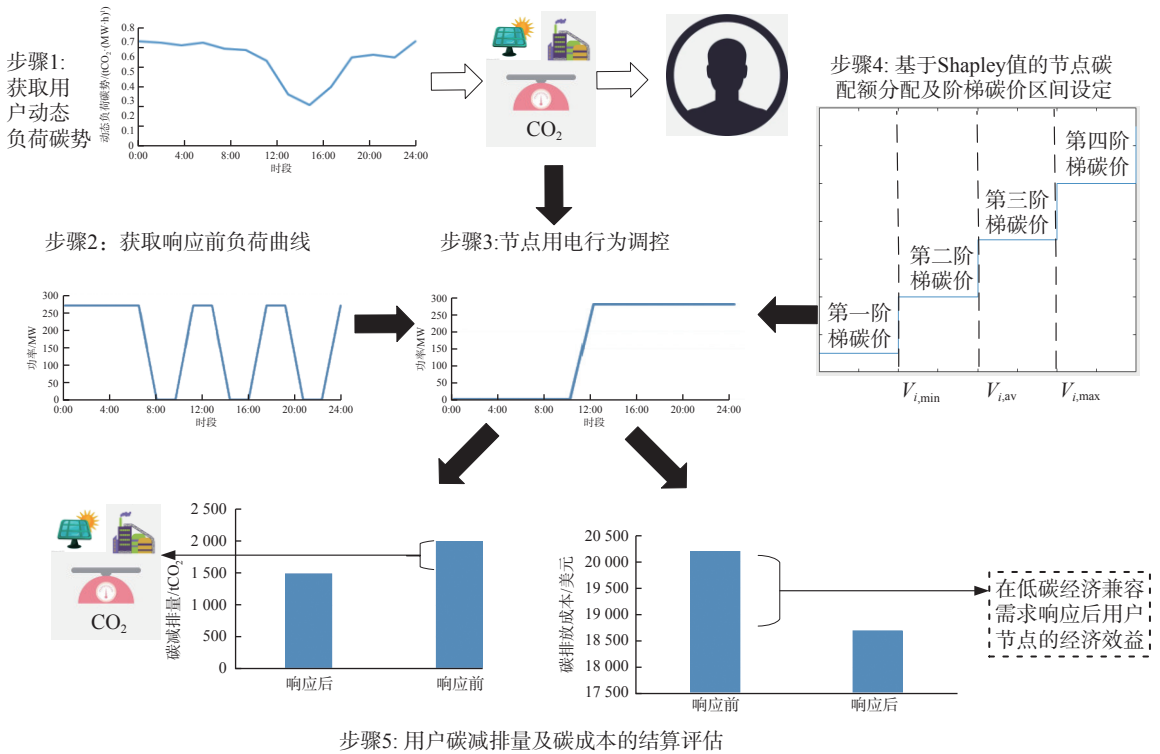 步骤1:
获取用
户动态
负荷碳势
动态负荷碳势/tCO₂·(MW·h)¹)
0.7
0.6
0.6
0.4
0.3
0.2
0.1
0:00 4:00 8:00 12:00 16:00 20:00 24:00
时段
CO₂
步骤4: 基于Shapley值的节点碳
配额分配及阶梯碳价区间设定
第一阶
梯碳价
第二阶
梯碳价
第三阶
梯碳价
第四阶
梯碳价
V i,min V i,av V i,max
步骤2：获取响应前负荷曲线
功率/MW
300
250
200
150
100
50
0
0:00 4:00 8:00 12:00 16:00 20:00 24:00
时段
步骤3:节点用电行为调控
功率/MW
300
250
200
150
100
50
0
0:00 4:00 8:00 12:00 16:00 20:00 24:00
时段
CO₂
碳减排量/tCO₂
2 500
2 000
1 500
1 000
500
0
响应后 响应前
碳排放成本/美元
20 500
20 000
19 500
19 000
18 500
18 000
17 500
响应前 响应后
在低碳经济兼容
需求响应后用户
节点的经济效益
步骤5: 用户碳减排量及碳成本的结算评估